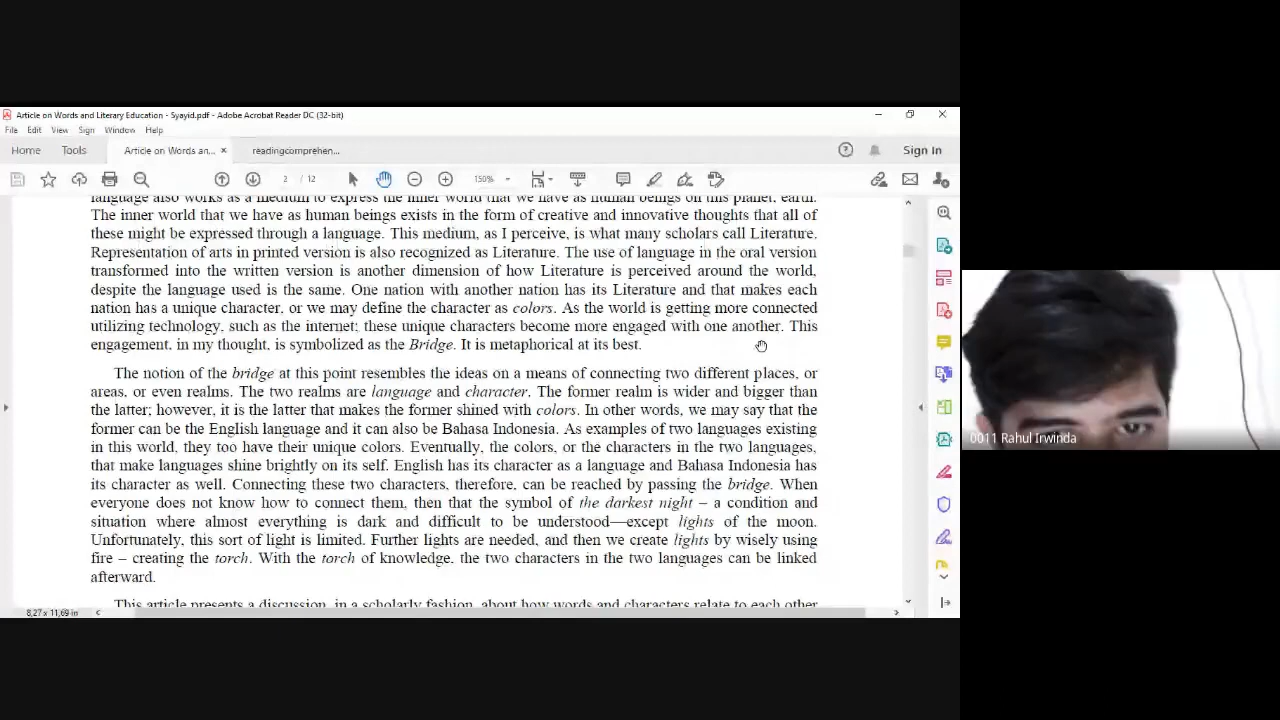 Article on Words and Literary Education - Syayid.pdf - Adobe Acrobat Reader DC (32-bit)
File Edit View Sign Window Help
Home Tools Article on Words an... × readingcomprehen... Sign In
2 / 12 150%
language also works as a medium to express the inner world that we have as human beings on this planet, earth.
The inner world that we have as human beings exists in the form of creative and innovative thoughts that all of
these might be expressed through a language. This medium, as I perceive, is what many scholars call Literature.
Representation of arts in printed version is also recognized as Literature. The use of language in the oral version
transformed into the written version is another dimension of how Literature is perceived around the world,
despite the language used is the same. One nation with another nation has its Literature and that makes each
nation has a unique character, or we may define the character as colors. As the world is getting more connected
utilizing technology, such as the internet; these unique characters become more engaged with one another. This
engagement, in my thought, is symbolized as the Bridge. It is metaphorical at its best.
The notion of the bridge at this point resembles the ideas on a means of connecting two different places, or
areas, or even realms. The two realms are language and character. The former realm is wider and bigger than
the latter; however, it is the latter that makes the former shined with colors. In other words, we may say that the
former can be the English language and it can also be Bahasa Indonesia. As examples of two languages existing
in this world, they too have their unique colors. Eventually, the colors, or the characters in the two languages,
that make languages shine brightly on its self. English has its character as a language and Bahasa Indonesia has
its character as well. Connecting these two characters, therefore, can be reached by passing the bridge. When
everyone does not know how to connect them, then that the symbol of the darkest night – a condition and
situation where almost everything is dark and difficult to be understood—except lights of the moon.
Unfortunately, this sort of light is limited. Further lights are needed, and then we create lights by wisely using
fire – creating the torch. With the torch of knowledge, the two characters in the two languages can be linked
afterward.
This article presents a discussion, in a scholarly fashion, about how words and characters relate to each other
8,27 x 11,69 in
0011 Rahul Irwinda